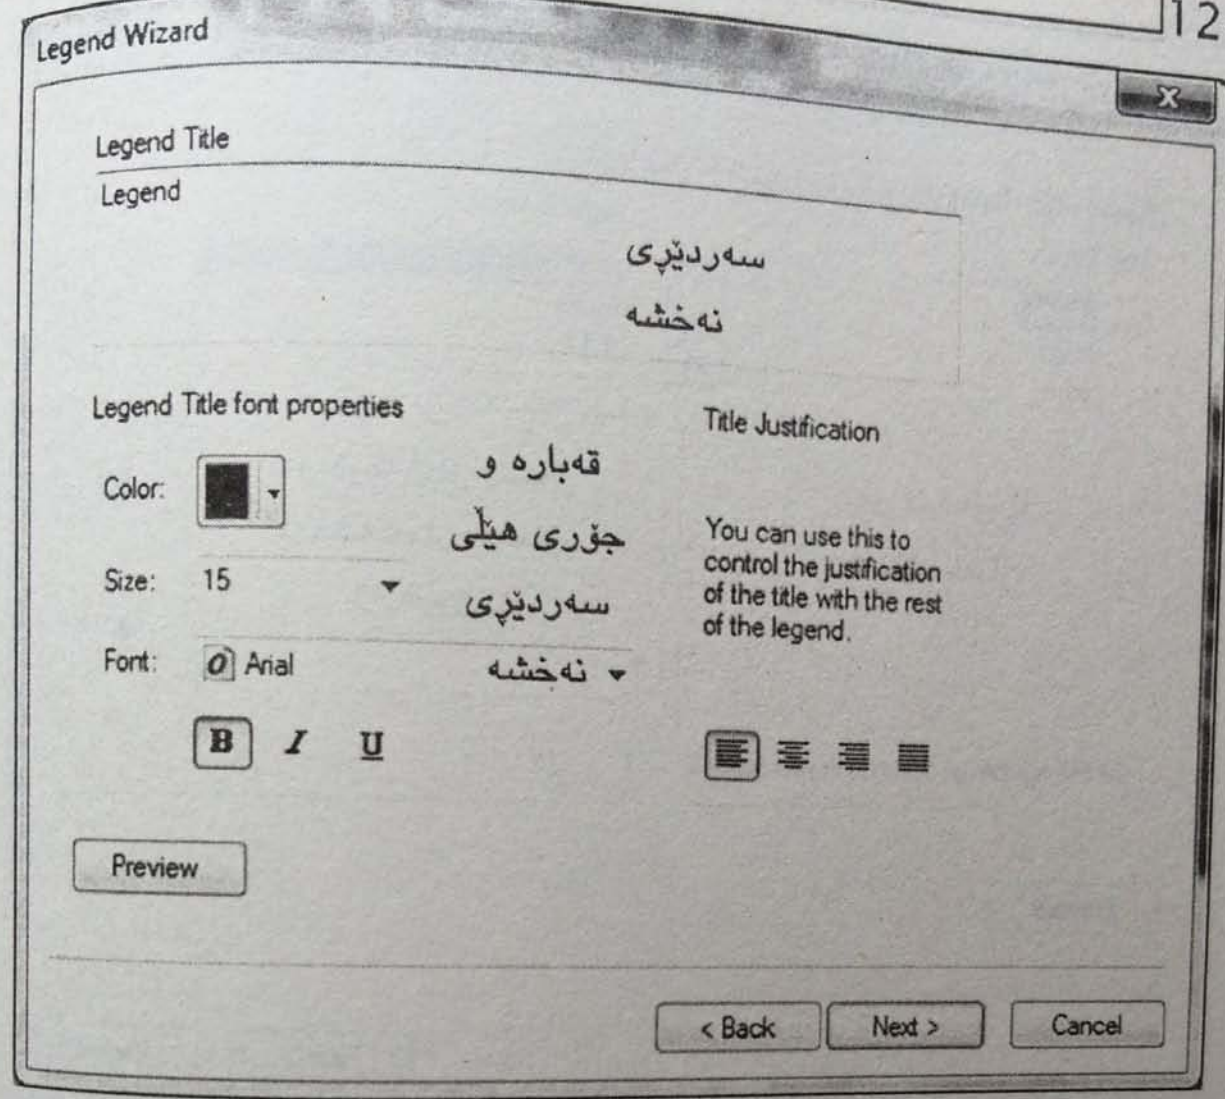 12
Legend Wizard
X
Legend Title
Legend
سەردێڕی
نەخشە
Legend Title font properties
Title Justification
قەبارە و
Color:
جۆری هێڵی
You can use this to
control the justification
of the title with the rest
of the legend.
Size: 15
سەردێڕی
Font: O Arial
نەخشە
B I U
Preview
< Back Next > Cancel